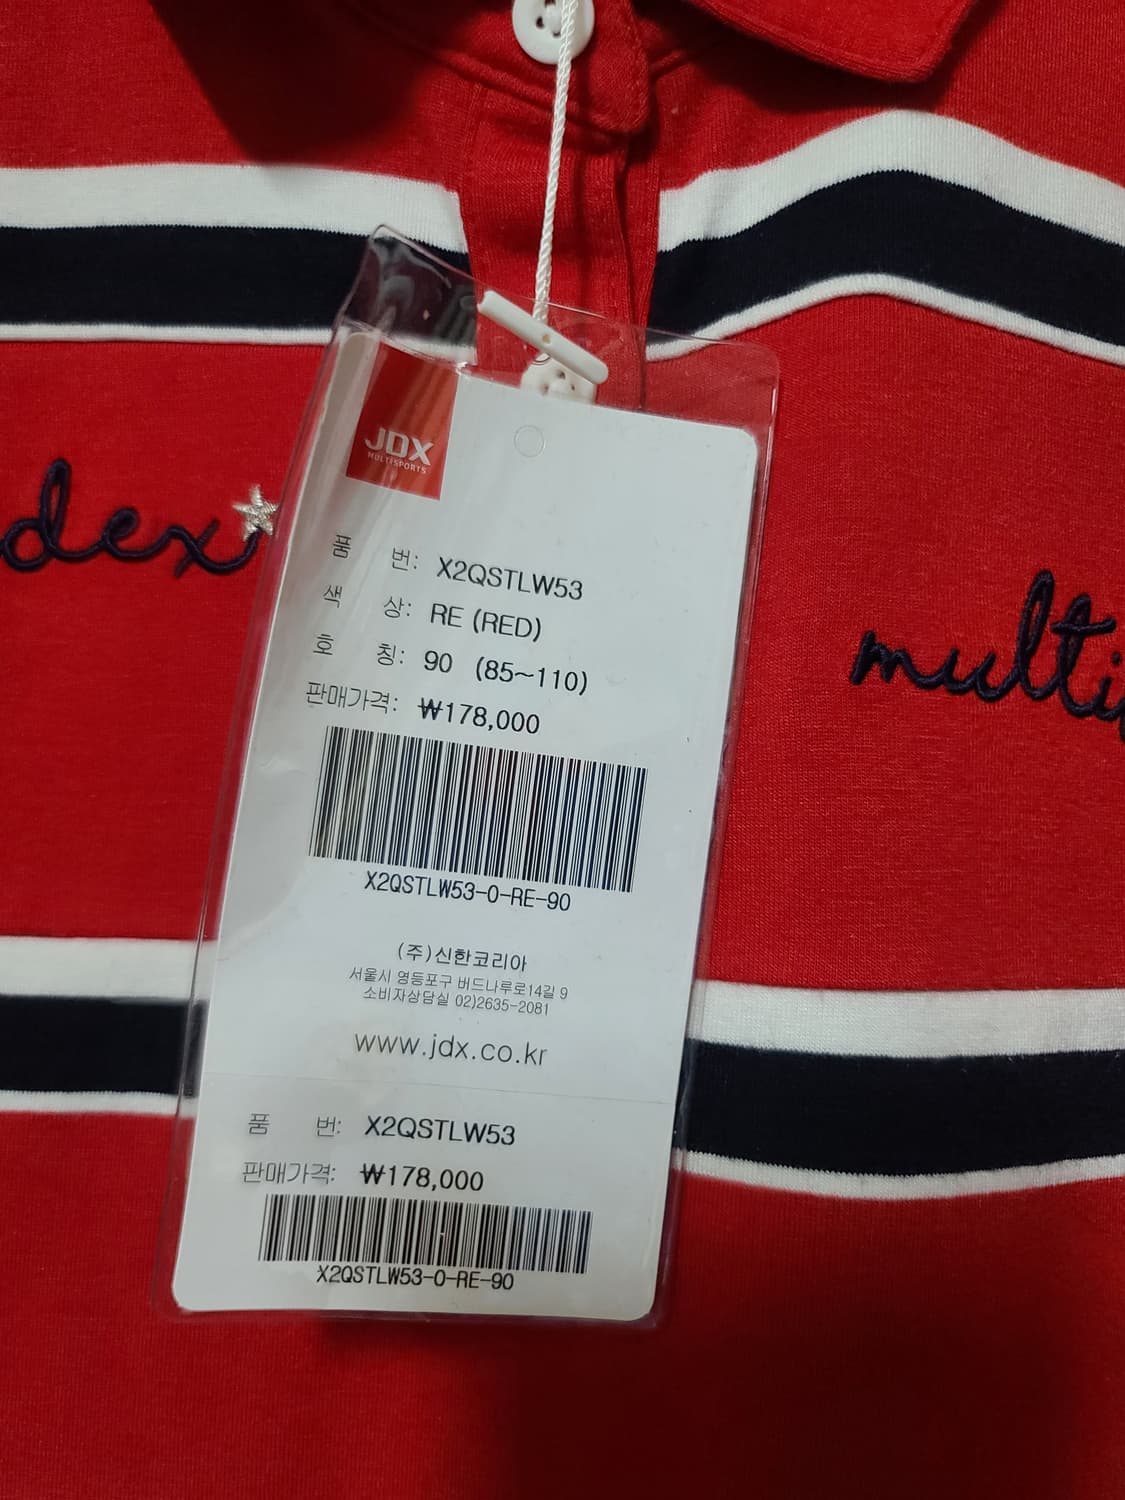 JDX
MULTISPORTS
dex
multi
품 번: X2QSTLW53
색 상: RE (RED)
호 칭: 90 (85~110)
판매가격: ₩178,000
X2QSTLW53-0-RE-90
(주)신한코리아
서울시 영등포구 버드나루로14길 9
소비자상담실 02)2635-2081
www.jdx.co.kr
품 번: X2QSTLW53
판매가격: ₩178,000
X2QSTLW53-0-RE-90